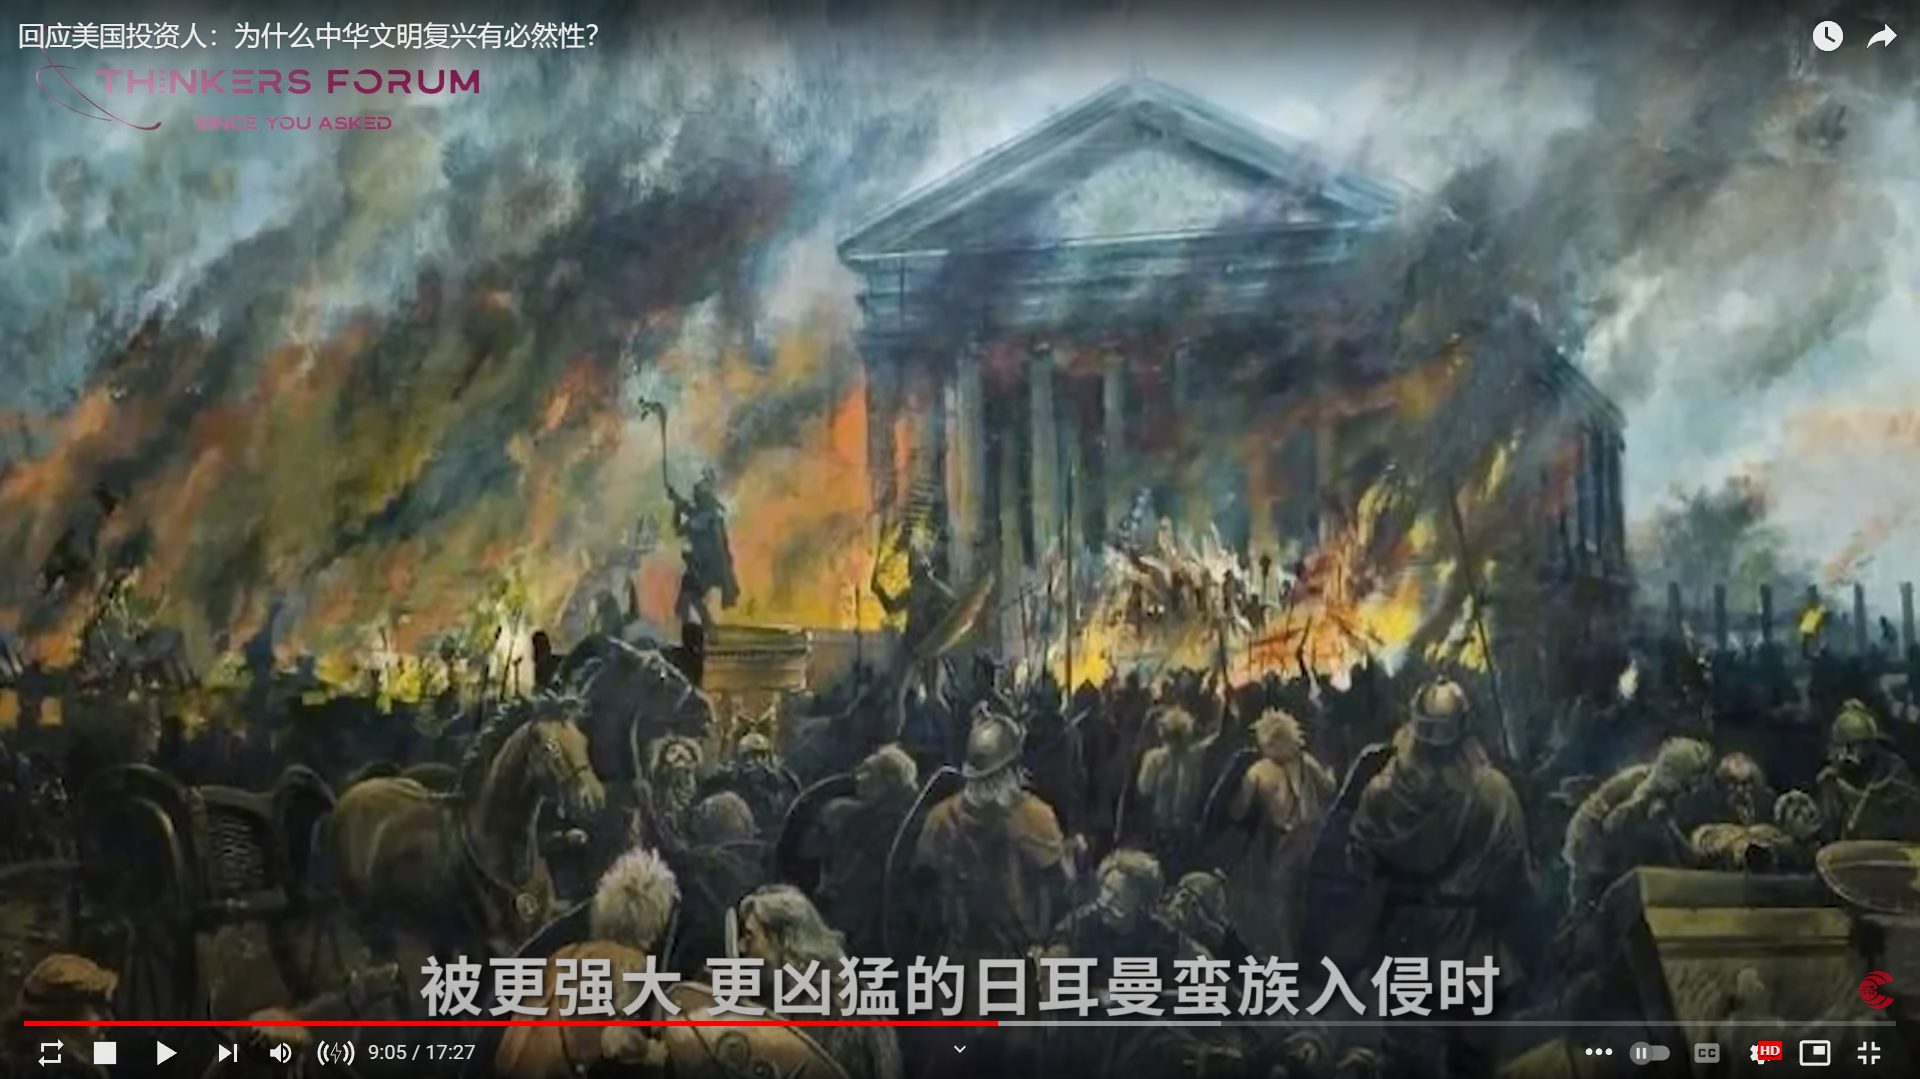 回应美国投资人：为什么中华文明复兴有必然性?
THINKERS FORUM
SINCE YOU ASKED
被更强大 更凶猛的日耳曼蛮族入侵时
9:05 / 17:27
CC
HD